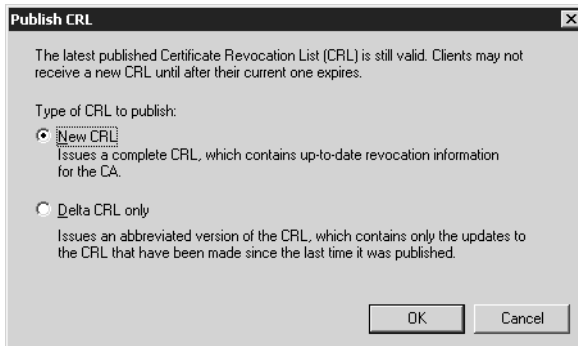 Publish CRL
The latest published Certificate Revocation List (CRL) is still valid. Clients may not
receive a new CRL until after their current one expires.
Type of CRL to publish:
New CRL
Issues a complete CRL, which contains up-to-date revocation information
for the CA.
Delta CRL only
Issues an abbreviated version of the CRL, which contains only the updates to
the CRL that have been made since the last time it was published.
OK Cancel